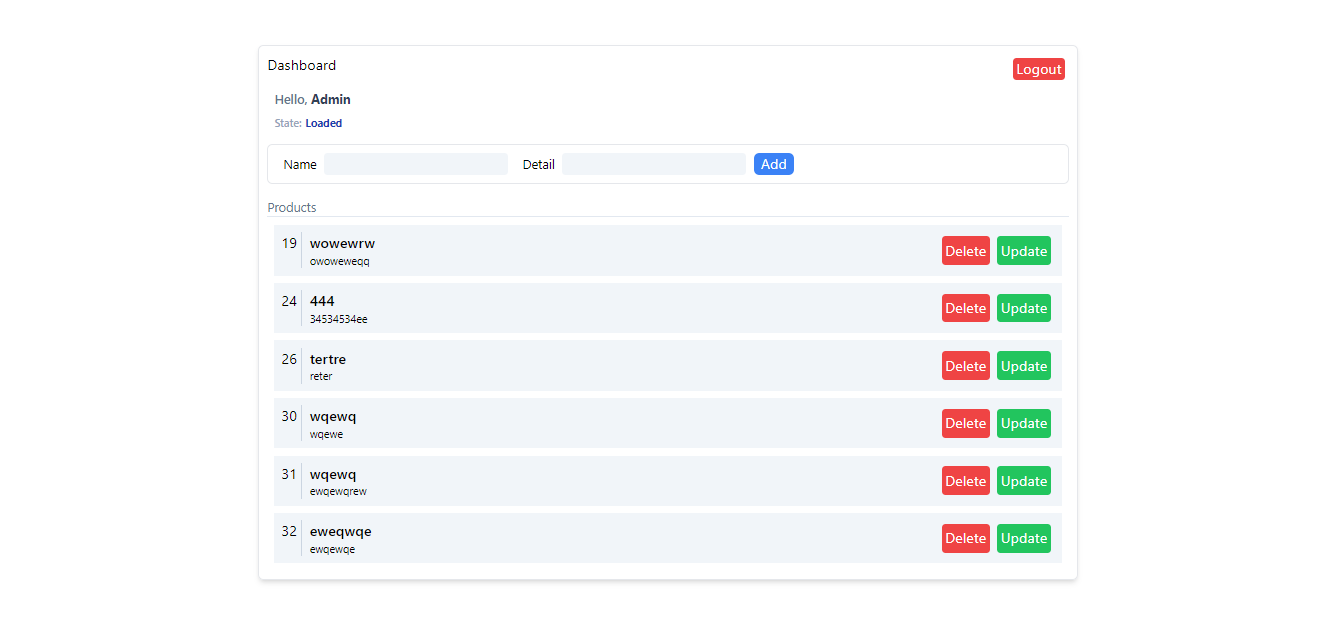 Dashboard
Logout
Hello, Admin
State: Loaded
Name Detail Add
Products
19 wowewrw
owoweweqq
Delete Update
24 444
34534534ee
Delete Update
26 tertre
reter
Delete Update
30 wqewq
wqewe
Delete Update
31 wqewq
ewqewqrew
Delete Update
32 eweqwqe
ewqewqe
Delete Update